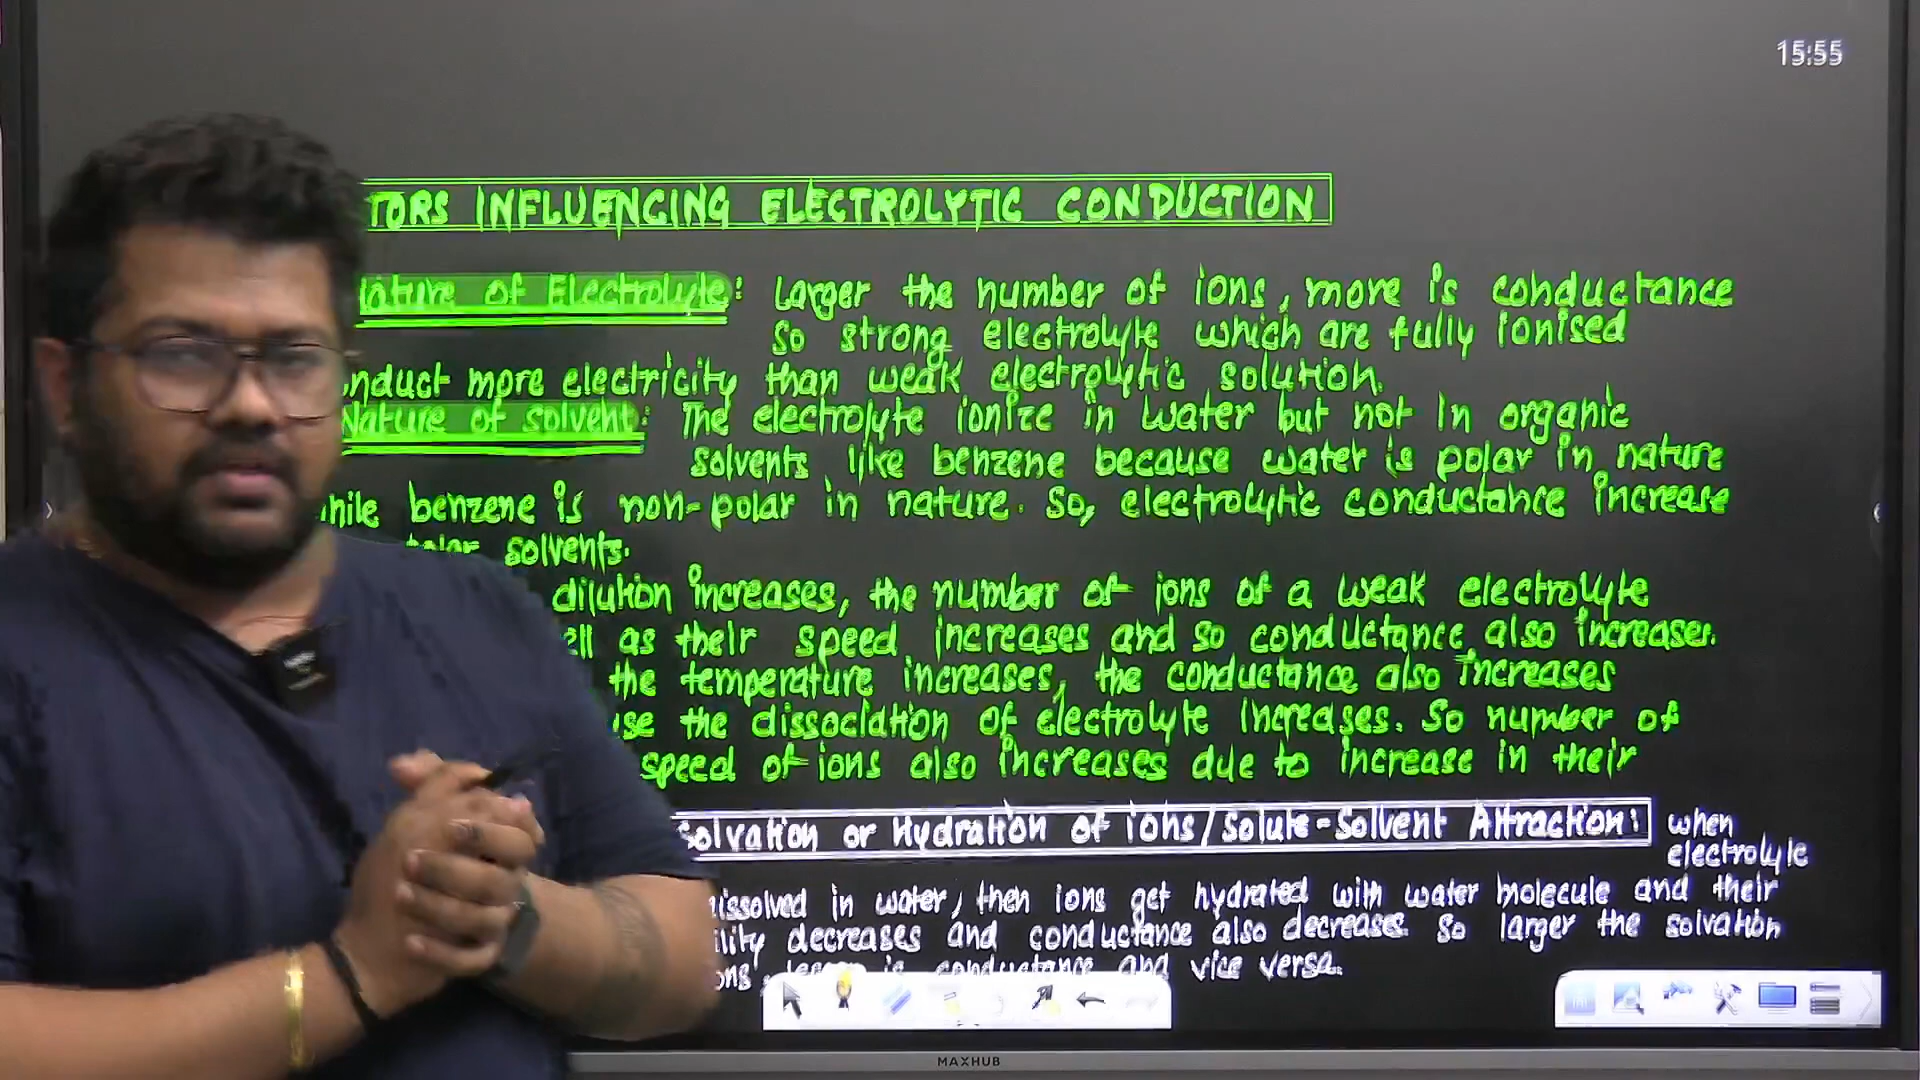 15:55
TORS INFLUENCING ELECTROLYTIC CONDUCTION
Nature of Electrolyte: Larger the number of ions, more is conductance
So strong electrolyte which are fully ionised
nduct more electricity than weak electrolytic solution.
Nature of solvent: The electrolyte ionize in water but not in organic
solvents like benzene because water is polar in nature
hile benzene is non-polar in nature. So, electrolytic conductance increase
polar solvents.
dilution increases, the number of ions of a weak electrolyte
ell as their speed increases and so conductance also increases.
the temperature increases, the conductance also increases
use the dissociation of electrolyte increases. So number of
speed of ions also increases due to increase in their
Solvation or Hydration of ions/Solute-Solvent Attraction: when
electrolyte
issolved in water, then ions get hydrated with water molecule and their
ility decreases and conductance also decreases. So larger the solvation
ons lesser is conductance and vice versa.
MAXHUB